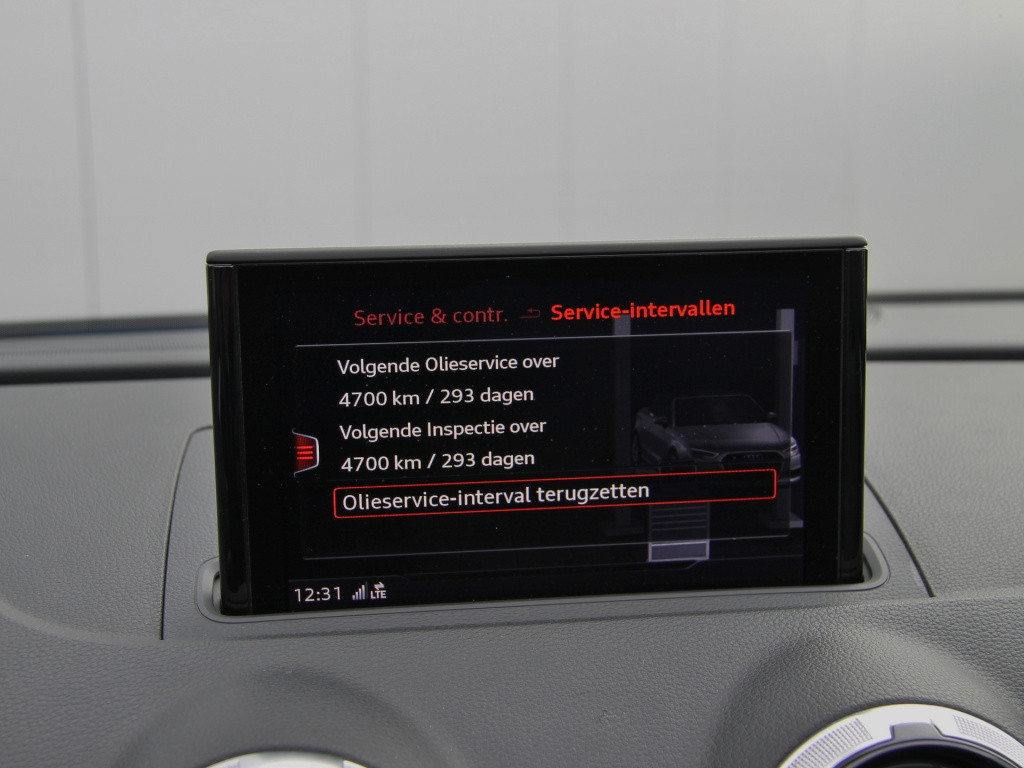 Service & contr. Service-intervallen
Volgende Olieservice over
4700 km / 293 dagen
Volgende Inspectie over
4700 km / 293 dagen
Olieservice-interval terugzetten
12:31 LTE